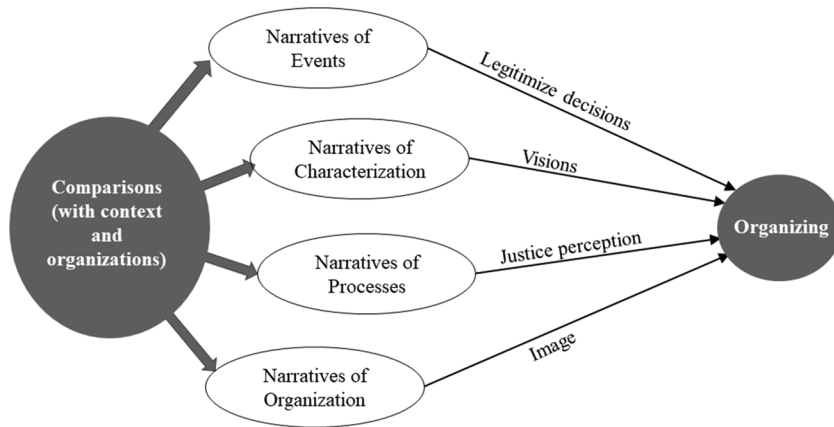 Narratives of
Events
Legitimize decisions
Narratives of
Characterization
Visions
Comparisons
(with context
and
organizations)
Organizing
Narratives of
Processes
Justice perception
Narratives of
Organization
Image